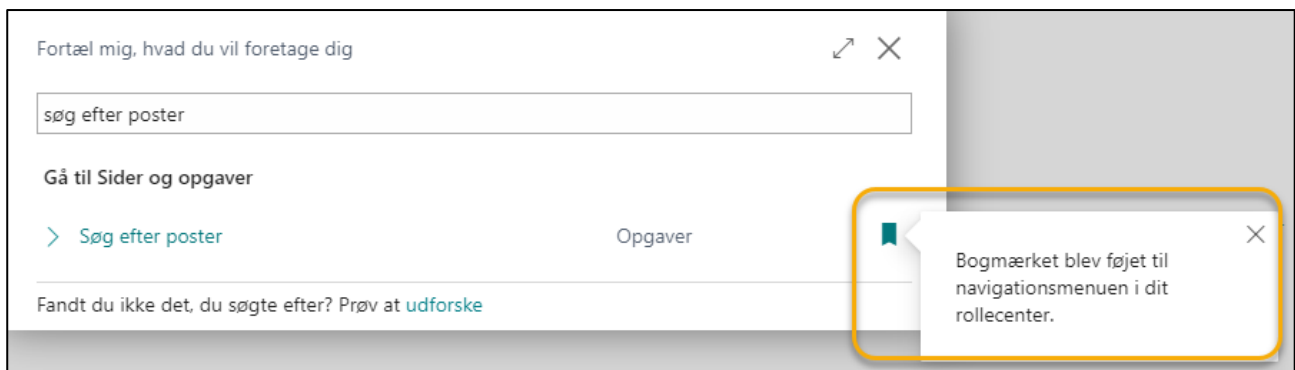 Fortæl mig, hvad du vil foretage dig
søg efter poster
Gå til Sider og opgaver
Søg efter poster Opgaver
Bogmærket blev føjet til
navigationsmenuen i dit
rollecenter.
Fandt du ikke det, du søgte efter? Prøv at udforske